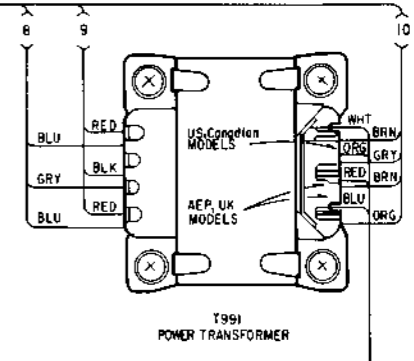 8
9
10
BLU
RED
BLK
GRY
RED
BLU
US,Canadian
MODELS
AEP, UK
MODELS
WHT
BRN
ORG
GRY
RED
BRN
BLU
ORG
T991
POWER TRANSFORMER